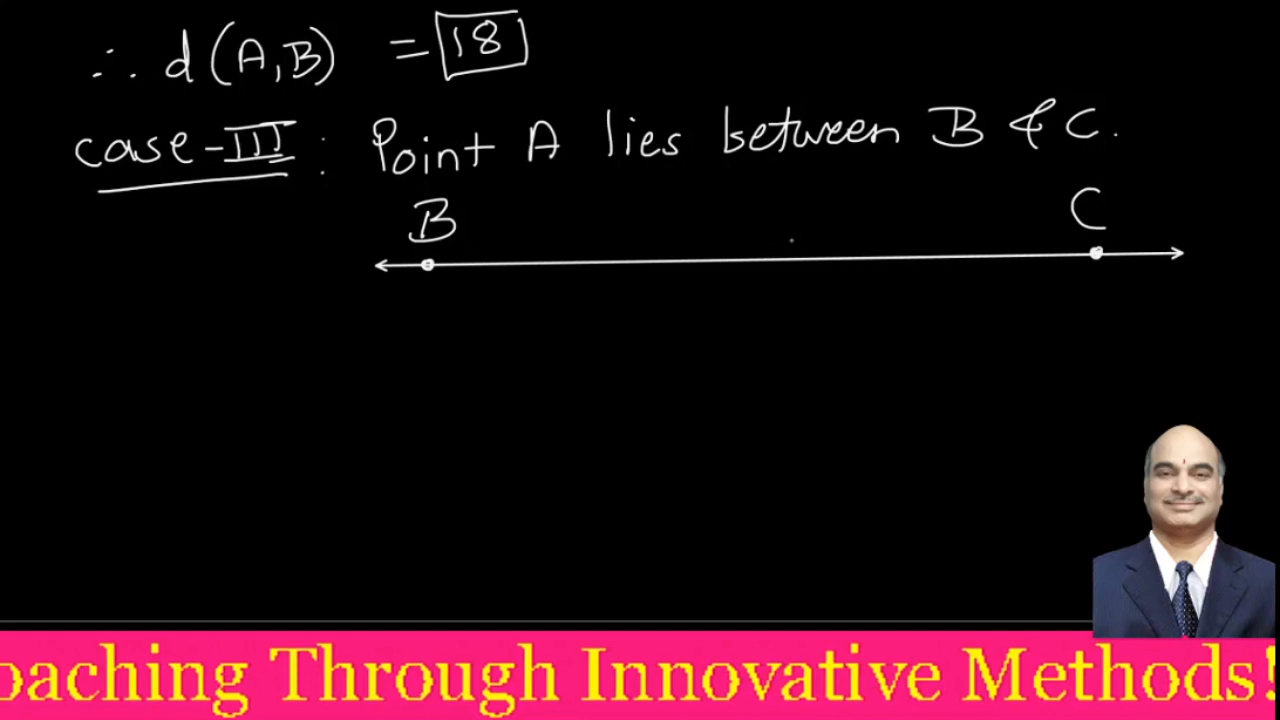 ∴ d(A,B) = 18
case-III : Point A lies between B & C.
B C
oaching Through Innovative Methods!